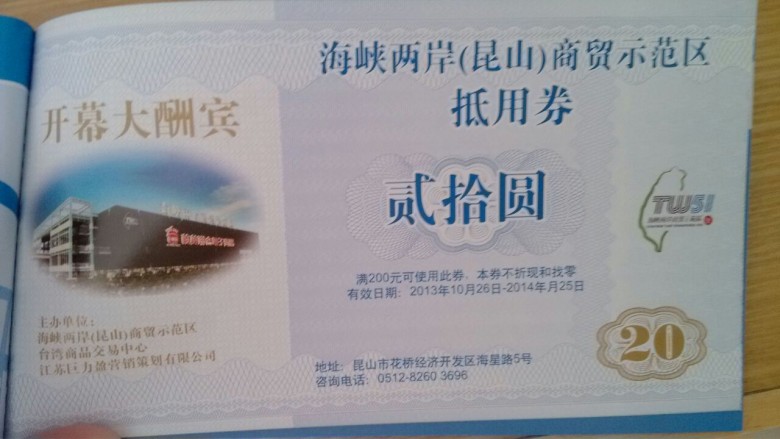 海峡两岸(昆山)商贸示范区
抵用券
开幕大酬宾
贰拾圆
TWSI
满200元可使用此券,本券不折现和找零
有效日期:2013年10月26日-2014年月25日
主办单位:
海峡两岸(昆山)商贸示范区
台湾商品交易中心
江苏巨力盈营销策划有限公司
20
地址:昆山市花桥经济开发区海星路5号
咨询电话:0512-8260 3696